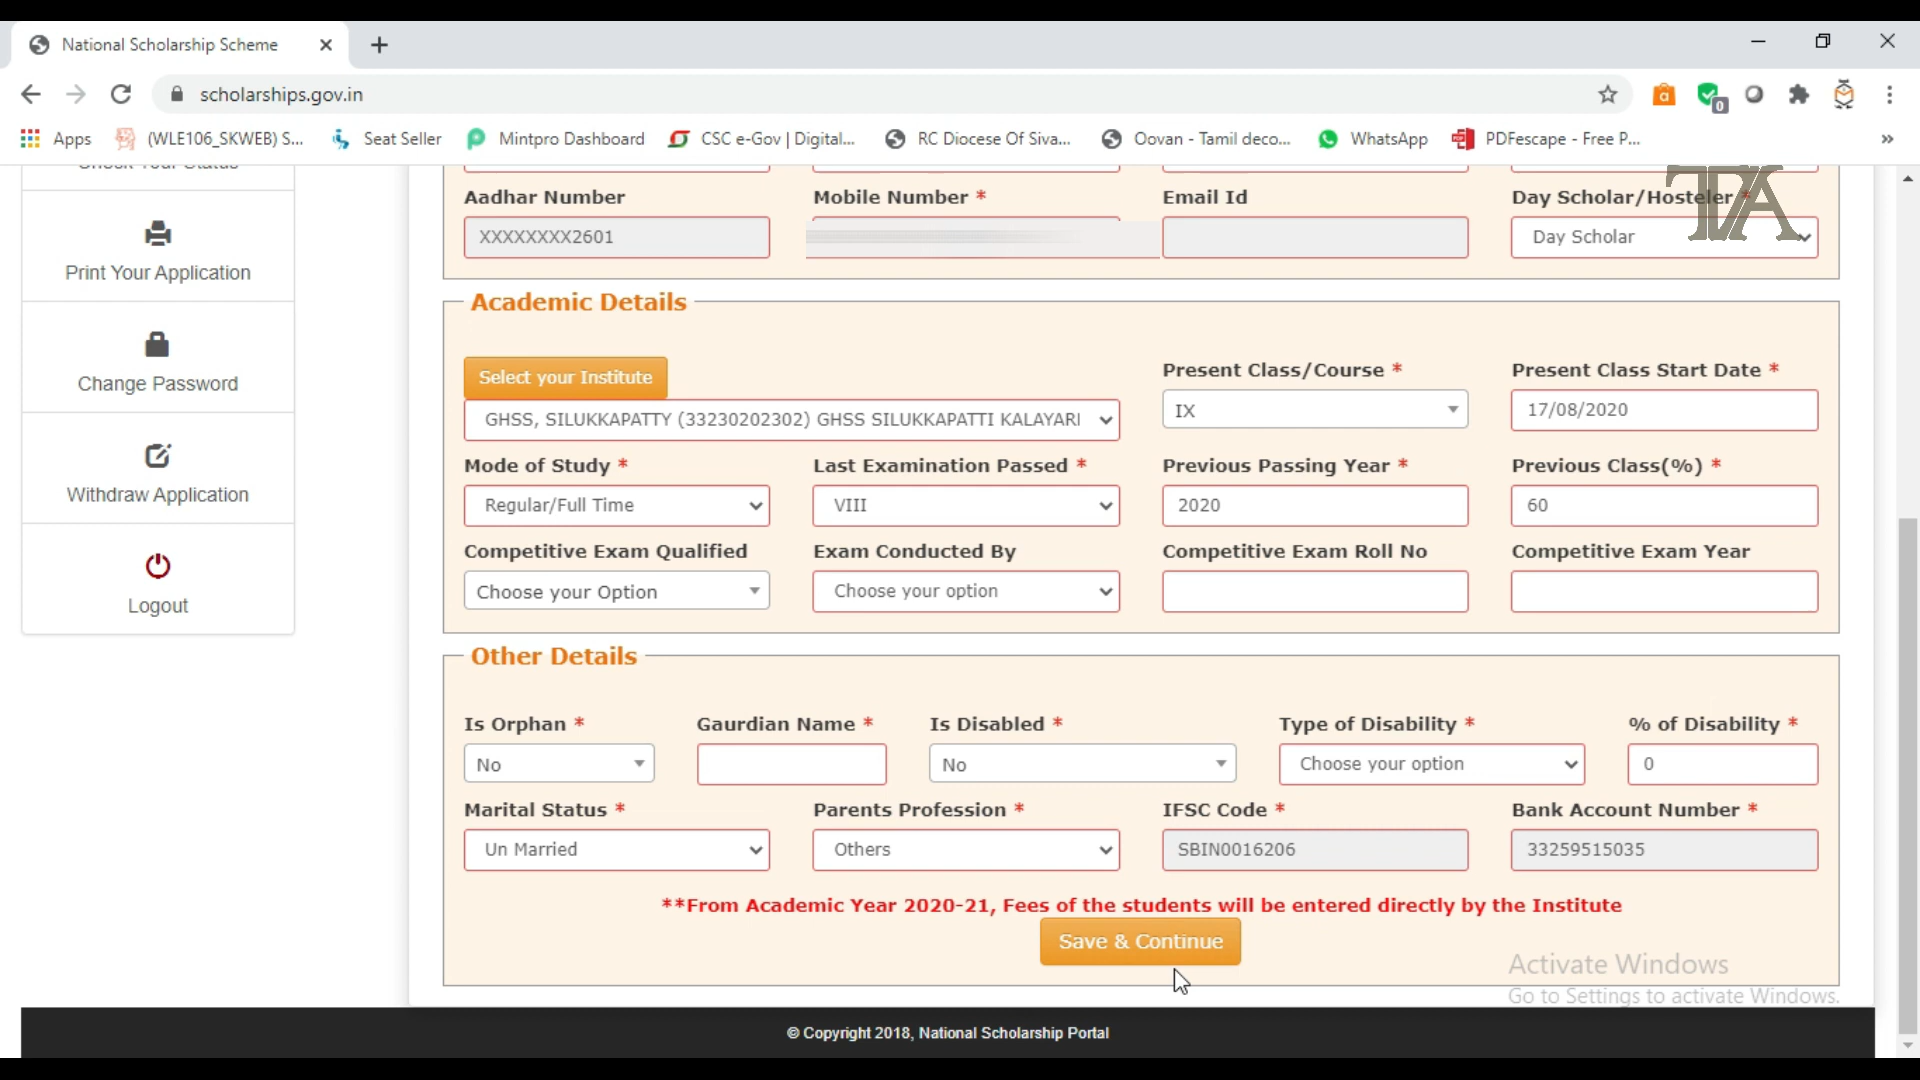 National Scholarship Scheme
scholarships.gov.in
0
Apps (WLE106_SKWEB) S... Seat Seller Mintpro Dashboard CSC e-Gov | Digital... RC Diocese Of Siva... Oovan - Tamil deco... WhatsApp PDFescape - Free P... »
Check Your Status
Print Your Application
Change Password
Withdraw Application
Logout
Aadhar Number Mobile Number * Email Id Day Scholar/Hosteler *
XXXXXXXX2601 Day Scholar
TA
Academic Details
Select your Institute Present Class/Course * Present Class Start Date *
GHSS, SILUKKAPATTY (33230202302) GHSS SILUKKAPATTI KALAYARI IX 17/08/2020
Mode of Study * Last Examination Passed * Previous Passing Year * Previous Class(%) *
Regular/Full Time VIII 2020 60
Competitive Exam Qualified Exam Conducted By Competitive Exam Roll No Competitive Exam Year
Choose your Option Choose your option
Other Details
Is Orphan * Gaurdian Name * Is Disabled * Type of Disability * % of Disability *
No No Choose your option 0
Marital Status * Parents Profession * IFSC Code * Bank Account Number *
Un Married Others SBIN0016206 33259515035
**From Academic Year 2020-21, Fees of the students will be entered directly by the Institute
Save & Continue
Activate Windows
Go to Settings to activate Windows.
© Copyright 2018, National Scholarship Portal